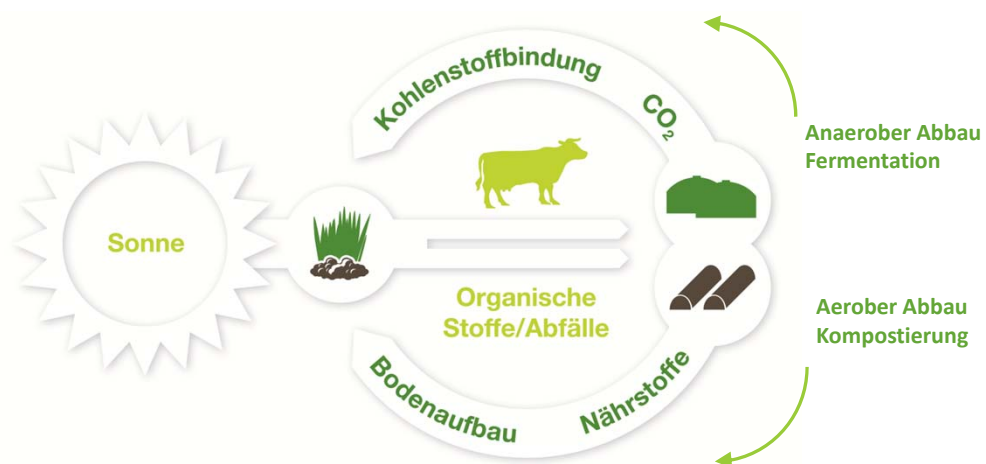 Kohlenstoffbindung
CO₂
Anaerober Abbau
Fermentation
Sonne
Organische
Stoffe/Abfälle
Aerober Abbau
Kompostierung
Bodenaufbau
Nährstoffe